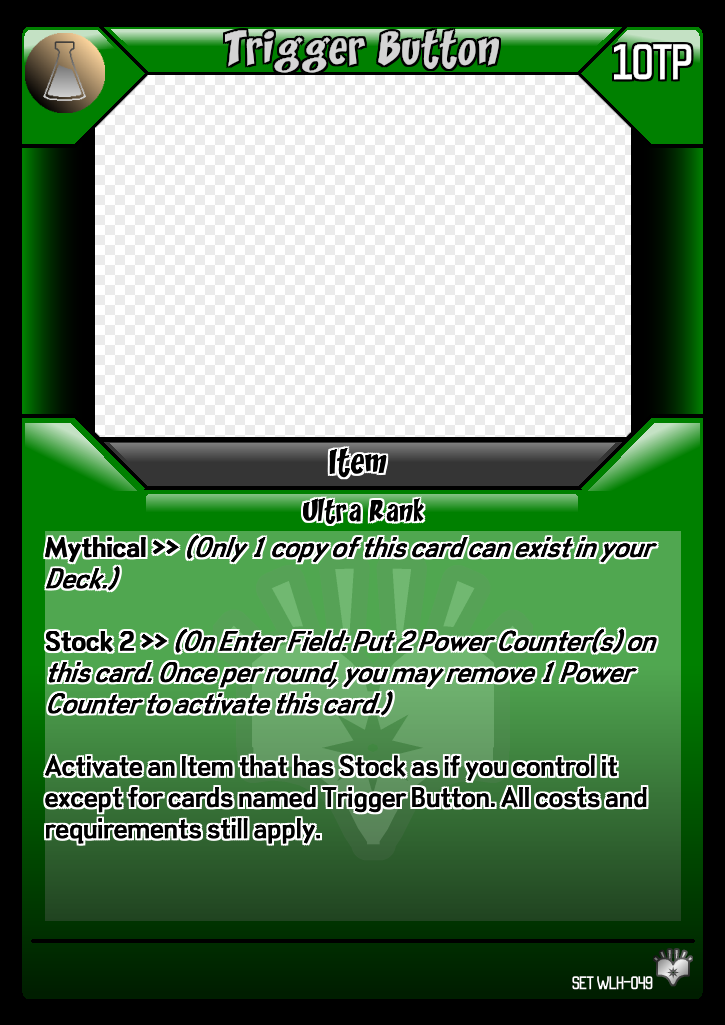 Trigger Button
10TP
Item
Ultra Rank
Mythical >> (Only 1 copy of this card can exist in your
Deck.)
Stock 2 >> (On Enter Field: Put 2 Power Counter(s) on
this card. Once per round, you may remove 1 Power
Counter to activate this card.)
Activate an Item that has Stock as if you control it
except for cards named Trigger Button. All costs and
requirements still apply.
SET WLH-049